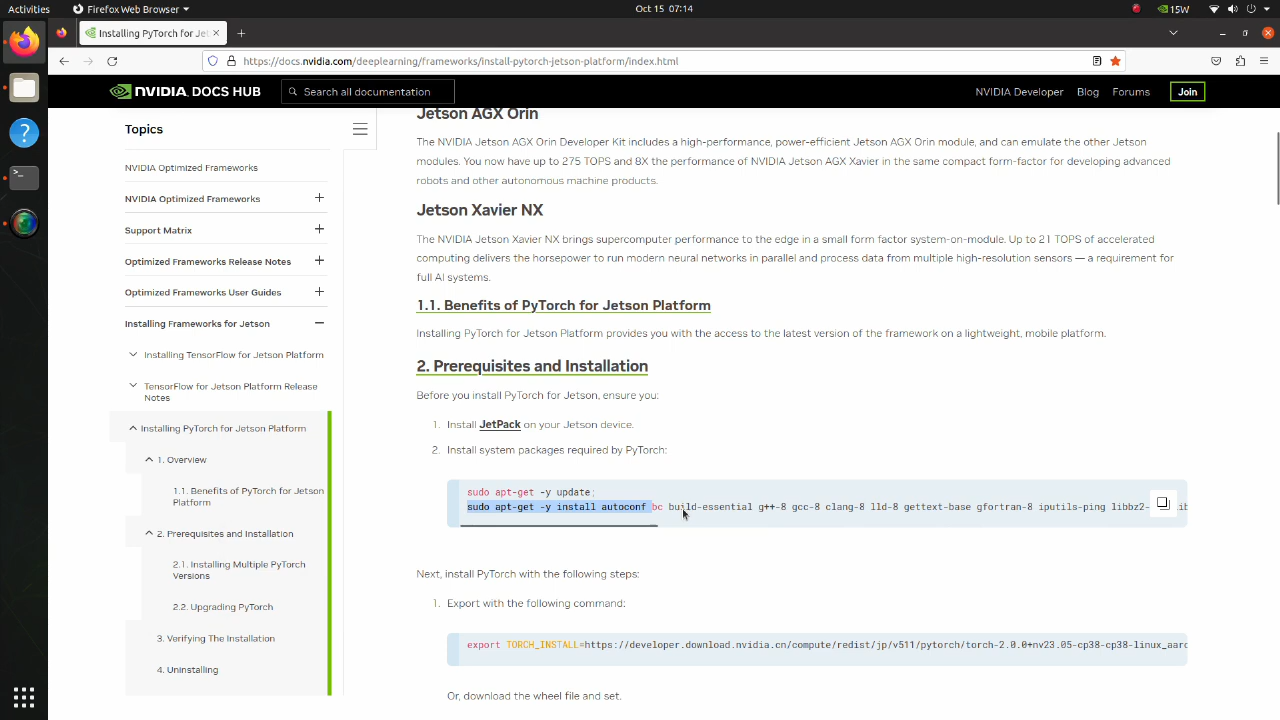 Activities
Firefox Web Browser
Oct 15 07:14
15W
Installing PyTorch for Jet
https://docs.nvidia.com/deeplearning/frameworks/install-pytorch-jetson-platform/index.html
NVIDIA. DOCS HUB
Search all documentation
NVIDIA Developer
Blog
Forums
Join
Topics
NVIDIA Optimized Frameworks
NVIDIA Optimized Frameworks
Support Matrix
Optimized Frameworks Release Notes
Optimized Frameworks User Guides
Installing Frameworks for Jetson
Installing TensorFlow for Jetson Platform
TensorFlow for Jetson Platform Release
Notes
Installing PyTorch for Jetson Platform
1. Overview
1.1. Benefits of PyTorch for Jetson
Platform
2. Prerequisites and Installation
2.1. Installing Multiple PyTorch
Versions
2.2. Upgrading PyTorch
3. Verifying The Installation
4. Uninstalling
Jetson AGX Orin
The NVIDIA Jetson AGX Orin Developer Kit includes a high-performance, power-efficient Jetson AGX Orin module, and can emulate the other Jetson
modules. You now have up to 275 TOPS and 8X the performance of NVIDIA Jetson AGX Xavier in the same compact form-factor for developing advanced
robots and other autonomous machine products.
Jetson Xavier NX
The NVIDIA Jetson Xavier NX brings supercomputer performance to the edge in a small form factor system-on-module. Up to 21 TOPS of accelerated
computing delivers the horsepower to run modern neural networks in parallel and process data from multiple high-resolution sensors — a requirement for
full AI systems.
1.1. Benefits of PyTorch for Jetson Platform
Installing PyTorch for Jetson Platform provides you with the access to the latest version of the framework on a lightweight, mobile platform.
2. Prerequisites and Installation
Before you install PyTorch for Jetson, ensure you:
1. Install JetPack on your Jetson device.
2. Install system packages required by PyTorch:
sudo apt-get -y update;
sudo apt-get -y install autoconf bc build-essential g++-8 gcc-8 clang-8 lld-8 gettext-base gfortran-8 iputils-ping libbz2-
Next, install PyTorch with the following steps:
1. Export with the following command:
export TORCH_INSTALL=https://developer.download.nvidia.cn/compute/redist/jp/v511/pytorch/torch-2.0.0+nv23.05-cp38-cp38-linux_aarc
Or, download the wheel file and set.